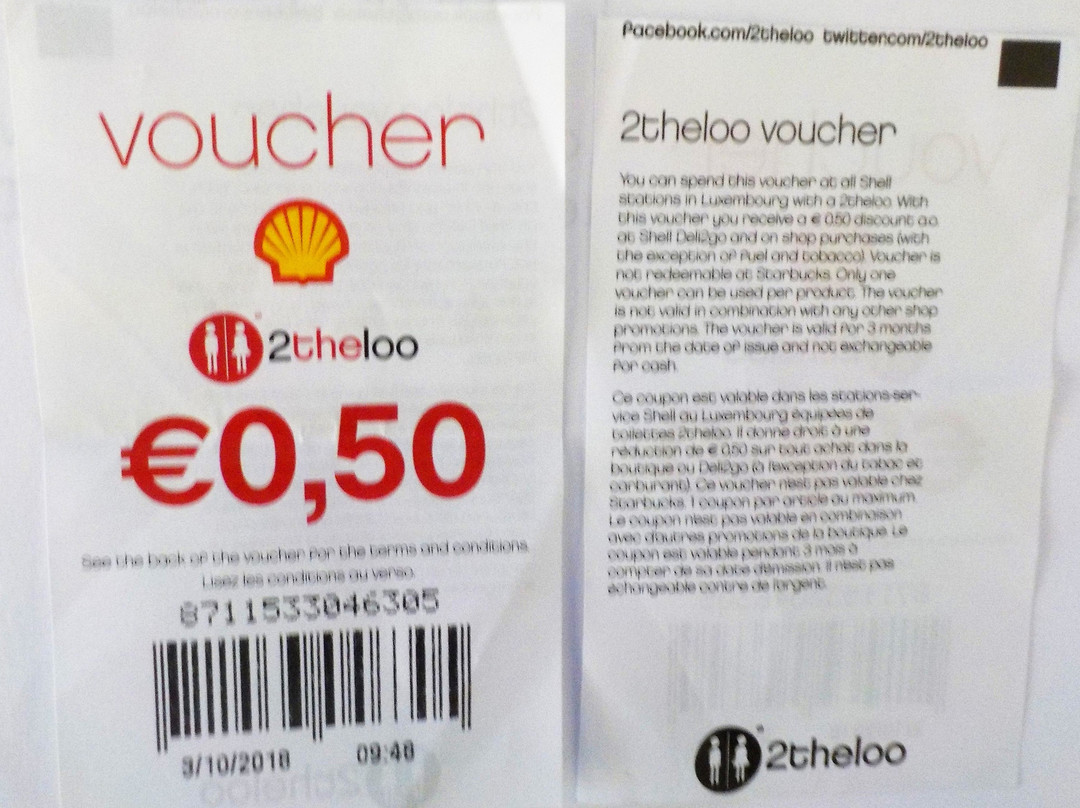 voucher
2theloo
€0,50
See the back of the voucher for the terms and conditions.
Lisez les conditions au verso.
8711533046305
3/10/2018 09:46
facebook.com/2theloo twitter.com/2theloo
2theloo voucher
You can spend this voucher at all Shell
stations in Luxembourg with a 2theloo. With
this voucher you receive a € 0.50 discount a.o.
at Shell Deli2go and on shop purchases (with
the exception of fuel and tobacco). Voucher is
not redeemable at Starbucks. Only one
voucher can be used per product. The voucher
is not valid in combination with any other shop
promotions. The voucher is valid for 3 months
from the date of issue and not exchangeable
for cash.
Ce coupon est valable dans les stations-ser-
vice Shell au Luxembourg équipées de
toilettes 2theloo. Il donne droit à une
réduction de € 0.50 sur tout achat dans la
boutique ou Deli2go (à l'exception du tabac et
carburant). Ce voucher n'est pas valable chez
Starbucks. 1 coupon par article au maximum.
Le coupon n'est pas valable en combinaison
avec d'autres promotions de la boutique. Le
coupon est valable pendant 3 mois à
compter de sa date d'émission. Il n'est pas
échangeable contre de l'argent.
2theloo